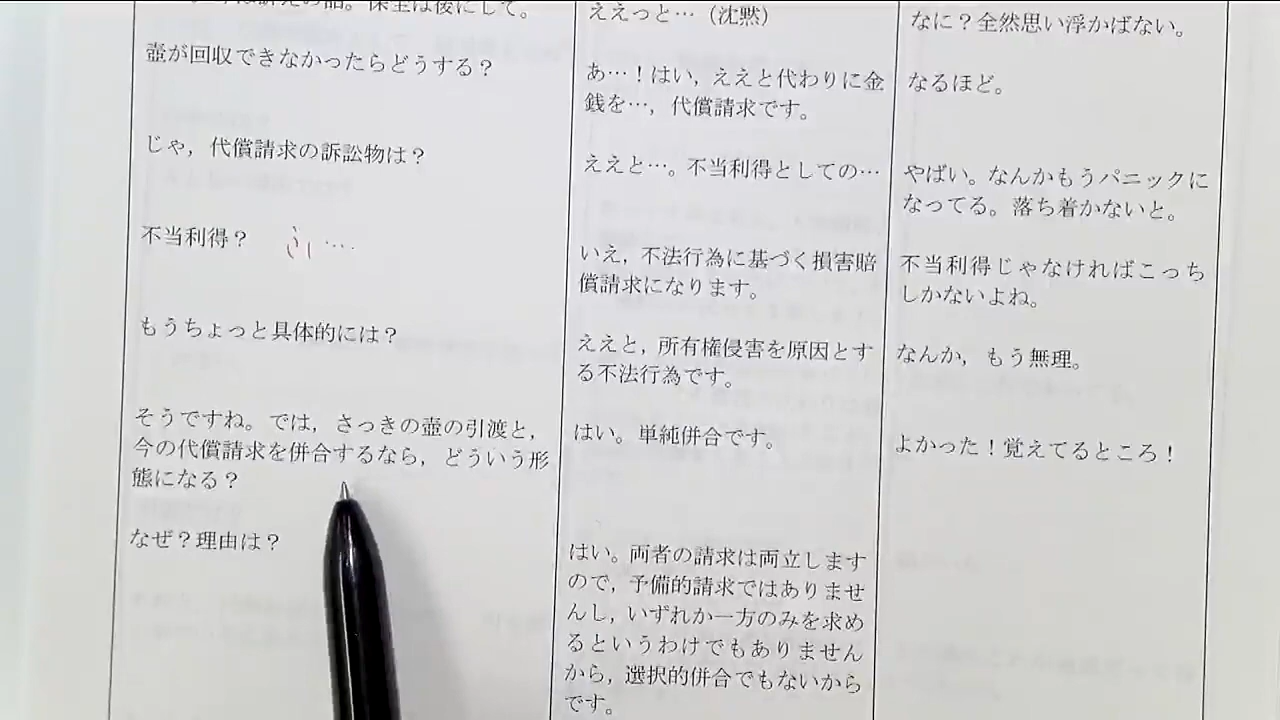 は後にして。
壺が回収できなかったらどうする？
じゃ，代償請求の訴訟物は？
不当利得？ ふ‥‥
もうちょっと具体的には？
そうですね。では，さっきの壺の引渡と，
今の代償請求を併合するなら，どういう形
態になる？
なぜ？理由は？
ええっと…（沈黙）
あ…！はい，ええと代わりに金
銭を…，代償請求です。
ええと…。不当利得としての…
いえ，不法行為に基づく損害賠
償請求になります。
ええと，所有権侵害を原因とす
る不法行為です。
はい。単純併合です。
はい。両者の請求は両立します
ので，予備的請求ではありませ
んし，いずれか一方のみを求め
るというわけでもありません
から，選択的併合でもないから
です。
なに？全然思い浮かばない。
なるほど。
やばい。なんかもうパニックに
なってる。落ち着かないと。
不当利得じゃなければこっち
しかないよね。
なんか，もう無理。
よかった！覚えてるところ！